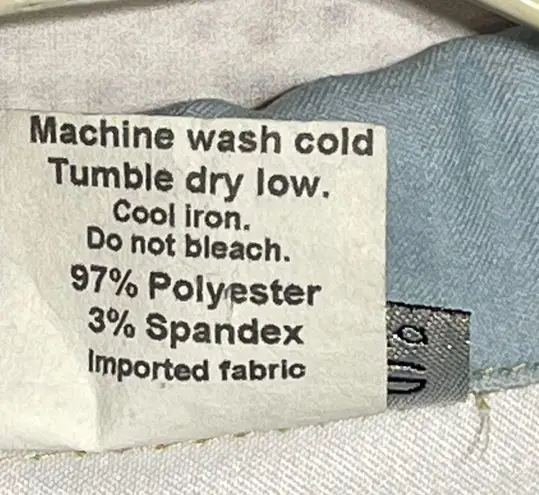 Machine wash cold
Tumble dry low.
Cool iron.
Do not bleach.
97% Polyester
3% Spandex
Imported fabric